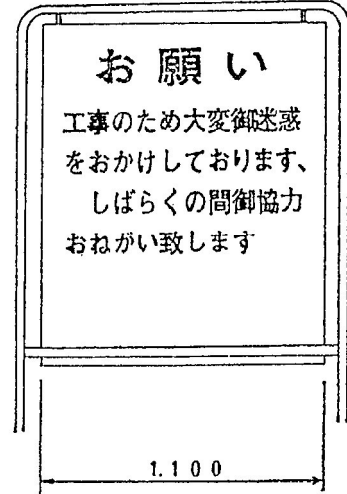 お願い
工事のため大変御迷惑
をおかけしております、
しばらくの間御協力
おねがい致します
1.100